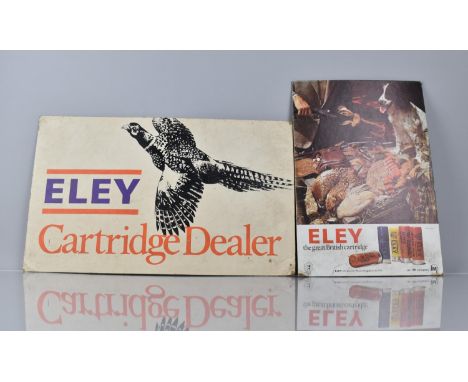 ELEY
Cartridge Dealer
ELEY
the great British cartridge